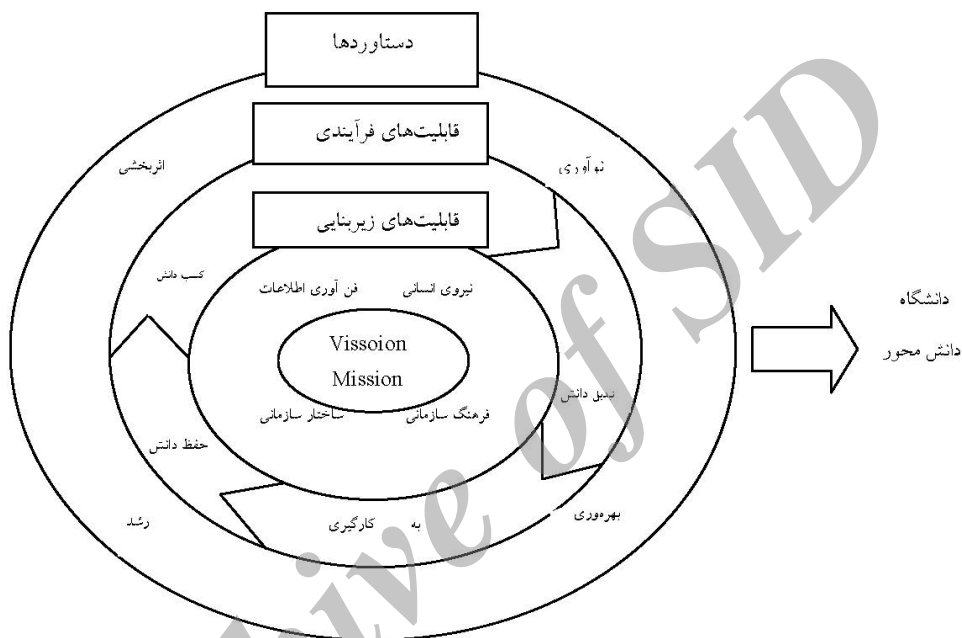 دستاوردها
قابلیت‌های فرآیندی
نوآوری
اثربخشی
قابلیت‌های زیربنایی
کسب دانش
نیروی انسانی
فن آوری اطلاعات
دانشگاه
دانش محور
Vissoion
Mission
تبدیل دانش
فرهنگ سازمانی
ساختار سازمانی
حفظ دانش
بهره‌وری
به کارگیری
رشد
hive of SID